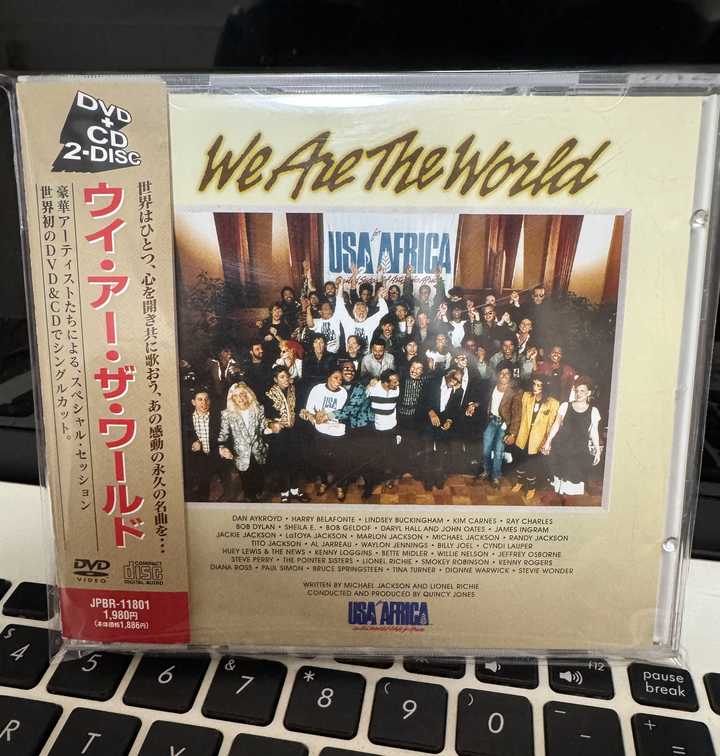 DVD
+
CD
2-DISC
世界はひとつ、心を開き共に歌おう、あの感動の永久の名曲を…
ウイ・アー・ザ・ワールド
豪華アーティストたちによる、スペシャル・セッション
世界初のDVD&CDでシングルカット。
DVD
VIDEO
COMPACT
disc
DIGITAL AUDIO
JPBR-11801
1,980円
(本体価格1,886円)
We Are The World
for
USA AFRICA
DAN AYKROYD • HARRY BELAFONTE • LINDSEY BUCKINGHAM • KIM CARNES • RAY CHARLES
BOB DYLAN • SHEILA E. • BOB GELDOF • DARYL HALL AND JOHN OATES • JAMES INGRAM
JACKIE JACKSON • LaTOYA JACKSON • MARLON JACKSON • MICHAEL JACKSON • RANDY JACKSON
TITO JACKSON • AL JARREAU • WAYLON JENNINGS • BILLY JOEL • CYNDI LAUPER
HUEY LEWIS & THE NEWS • KENNY LOGGINS • BETTE MIDLER • WILLIE NELSON • JEFFREY OSBORNE
STEVE PERRY • THE POINTER SISTERS • LIONEL RICHIE • SMOKEY ROBINSON • KENNY ROGERS
DIANA ROSS • PAUL SIMON • BRUCE SPRINGSTEEN • TINA TURNER • DIONNE WARWICK • STEVIE WONDER
WRITTEN BY MICHAEL JACKSON AND LIONEL RICHIE
CONDUCTED AND PRODUCED BY QUINCY JONES
USA for AFRICA
f12
pause
break
$
4
%
5
^
6
&
7
*
8
(
9
)
0
R
T